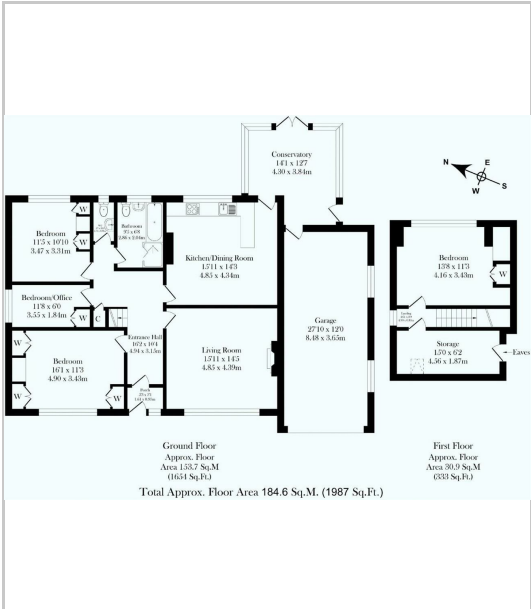 Conservatory
14'1 x 12'7
4.30 x 3.84m
N
E
W
S
W
W
Bedroom
11'5 x 10'10
3.47 x 3.31m
Bathroom
Kitchen/Dining Room
15'11 x 14'3
4.85 x 4.34m
Bedroom/Office
11'8 x 6'0
3.55 x 1.84m
W
C
W
Bedroom
16'1 x 11'3
4.90 x 3.43m
W
W
Entrance Hall
16'2 x 10'4
4.94 x 3.15m
Porch
Living Room
15'11 x 14'5
4.85 x 4.39m
Garage
27'10 x 12'0
8.48 x 3.65m
Bedroom
13'8 x 11'3
4.16 x 3.43m
W
Landing
Storage
15'0 x 6'2
4.56 x 1.87m
Eaves
Ground Floor
Approx. Floor
Area 153.7 Sq.M
(1654 Sq.Ft.)
First Floor
Approx. Floor
Area 30.9 Sq.M
(333 Sq.Ft.)
Total Approx. Floor Area 184.6 Sq.M. (1987 Sq.Ft.)